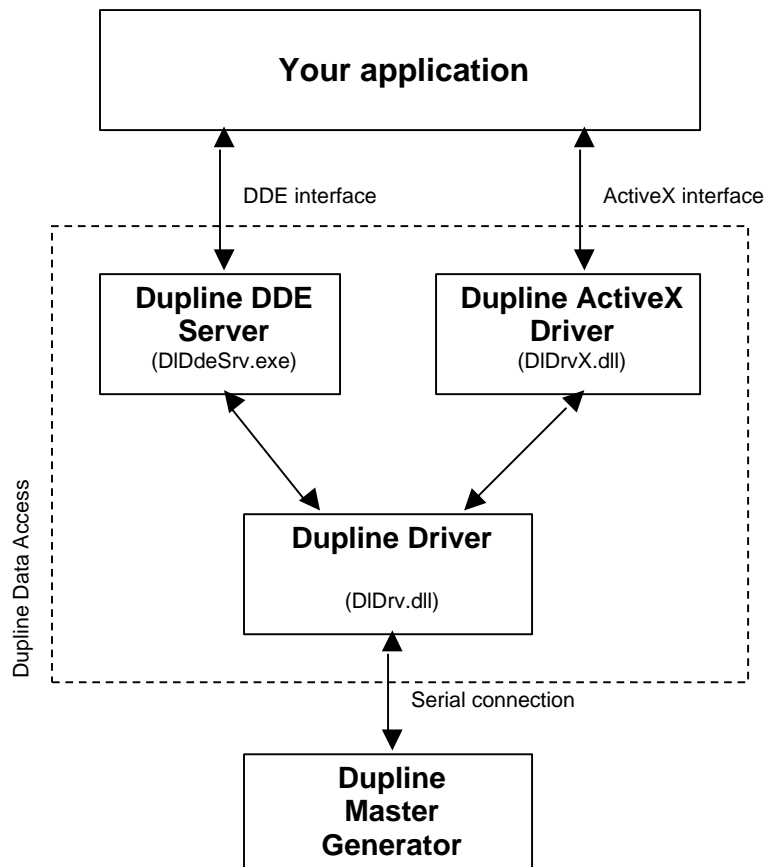 Your application
DDE interface
ActiveX interface
Dupline DDE
Server
(DlDdeSrv.exe)
Dupline ActiveX
Driver
(DlDrvX.dll)
Dupline Data Access
Dupline Driver
(DlDrv.dll)
Serial connection
Dupline
Master
Generator